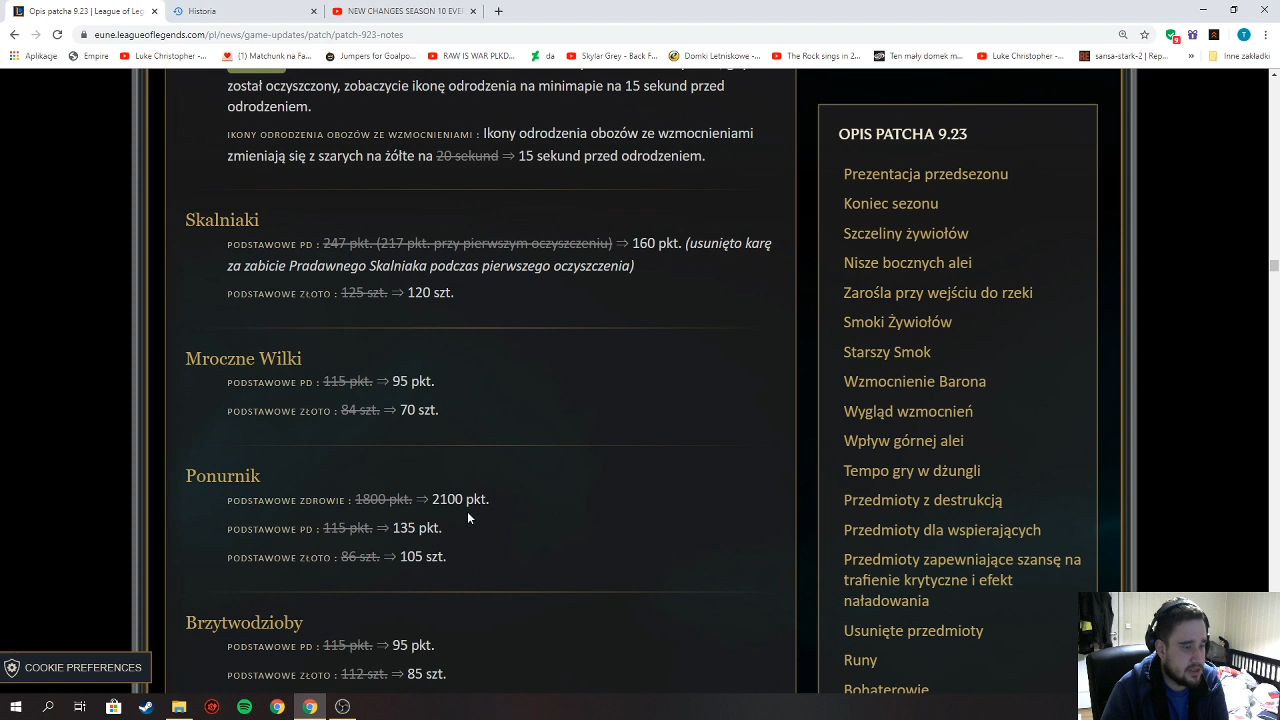 Opis patcha 9.23 | League of Leg
Historia
NEW CHANGES SEASON 10 EVE
eune.leagueoflegends.com/pl/news/game-updates/patch/patch-923-notes
Aplikacje
Empire
Luke Christopher -...
(2) Matchunk na Fa...
Jumpers for Goalp...
RAW IS WAR PLKD...
da
Skylar Grey - Back F...
Domki Letniskowe -...
The Rock sings in 2...
Ten mały domek m...
Luke Christopher -...
sansa-stark-2 | Rep...
»
Inne zakładki
został oczyszczony, zobaczycie ikonę odrodzenia na minimapie na 15 sekund przed
odrodzeniem.
IKONY ODRODZENIA OBOZÓW ZE WZMOCNIENIAMI : Ikony odrodzenia obozów ze wzmocnieniami
zmieniają się z szarych na żółte na 20 sekund ⇒ 15 sekund przed odrodzeniem.
Skalniaki
PODSTAWOWE PD : 247 pkt. (217 pkt. przy pierwszym oczyszczeniu) ⇒ 160 pkt. (usunięto karę
za zabicie Pradawnego Skalniaka podczas pierwszego oczyszczenia)
PODSTAWOWE ZŁOTO : 125 szt. ⇒ 120 szt.
Mroczne Wilki
PODSTAWOWE PD : 115 pkt. ⇒ 95 pkt.
PODSTAWOWE ZŁOTO : 84 szt. ⇒ 70 szt.
Ponurnik
PODSTAWOWE ZDROWIE : 1800 pkt. ⇒ 2100 pkt.
PODSTAWOWE PD : 115 pkt. ⇒ 135 pkt.
PODSTAWOWE ZŁOTO : 86 szt. ⇒ 105 szt.
Brzytwodzioby
PODSTAWOWE PD : 115 pkt. ⇒ 95 pkt.
PODSTAWOWE ZŁOTO : 112 szt. ⇒ 85 szt.
OPIS PATCHA 9.23
Prezentacja przedsezonu
Koniec sezonu
Szczeliny żywiołów
Nisze bocznych alei
Zarośla przy wejściu do rzeki
Smoki Żywiołów
Starszy Smok
Wzmocnienie Barona
Wygląd wzmocnień
Wpływ górnej alei
Tempo gry w dżungli
Przedmioty z destrukcją
Przedmioty dla wspierających
Przedmioty zapewniające szansę na
trafienie krytyczne i efekt
naładowania
Usunięte przedmioty
Runy
Bohaterowie
COOKIE PREFERENCES